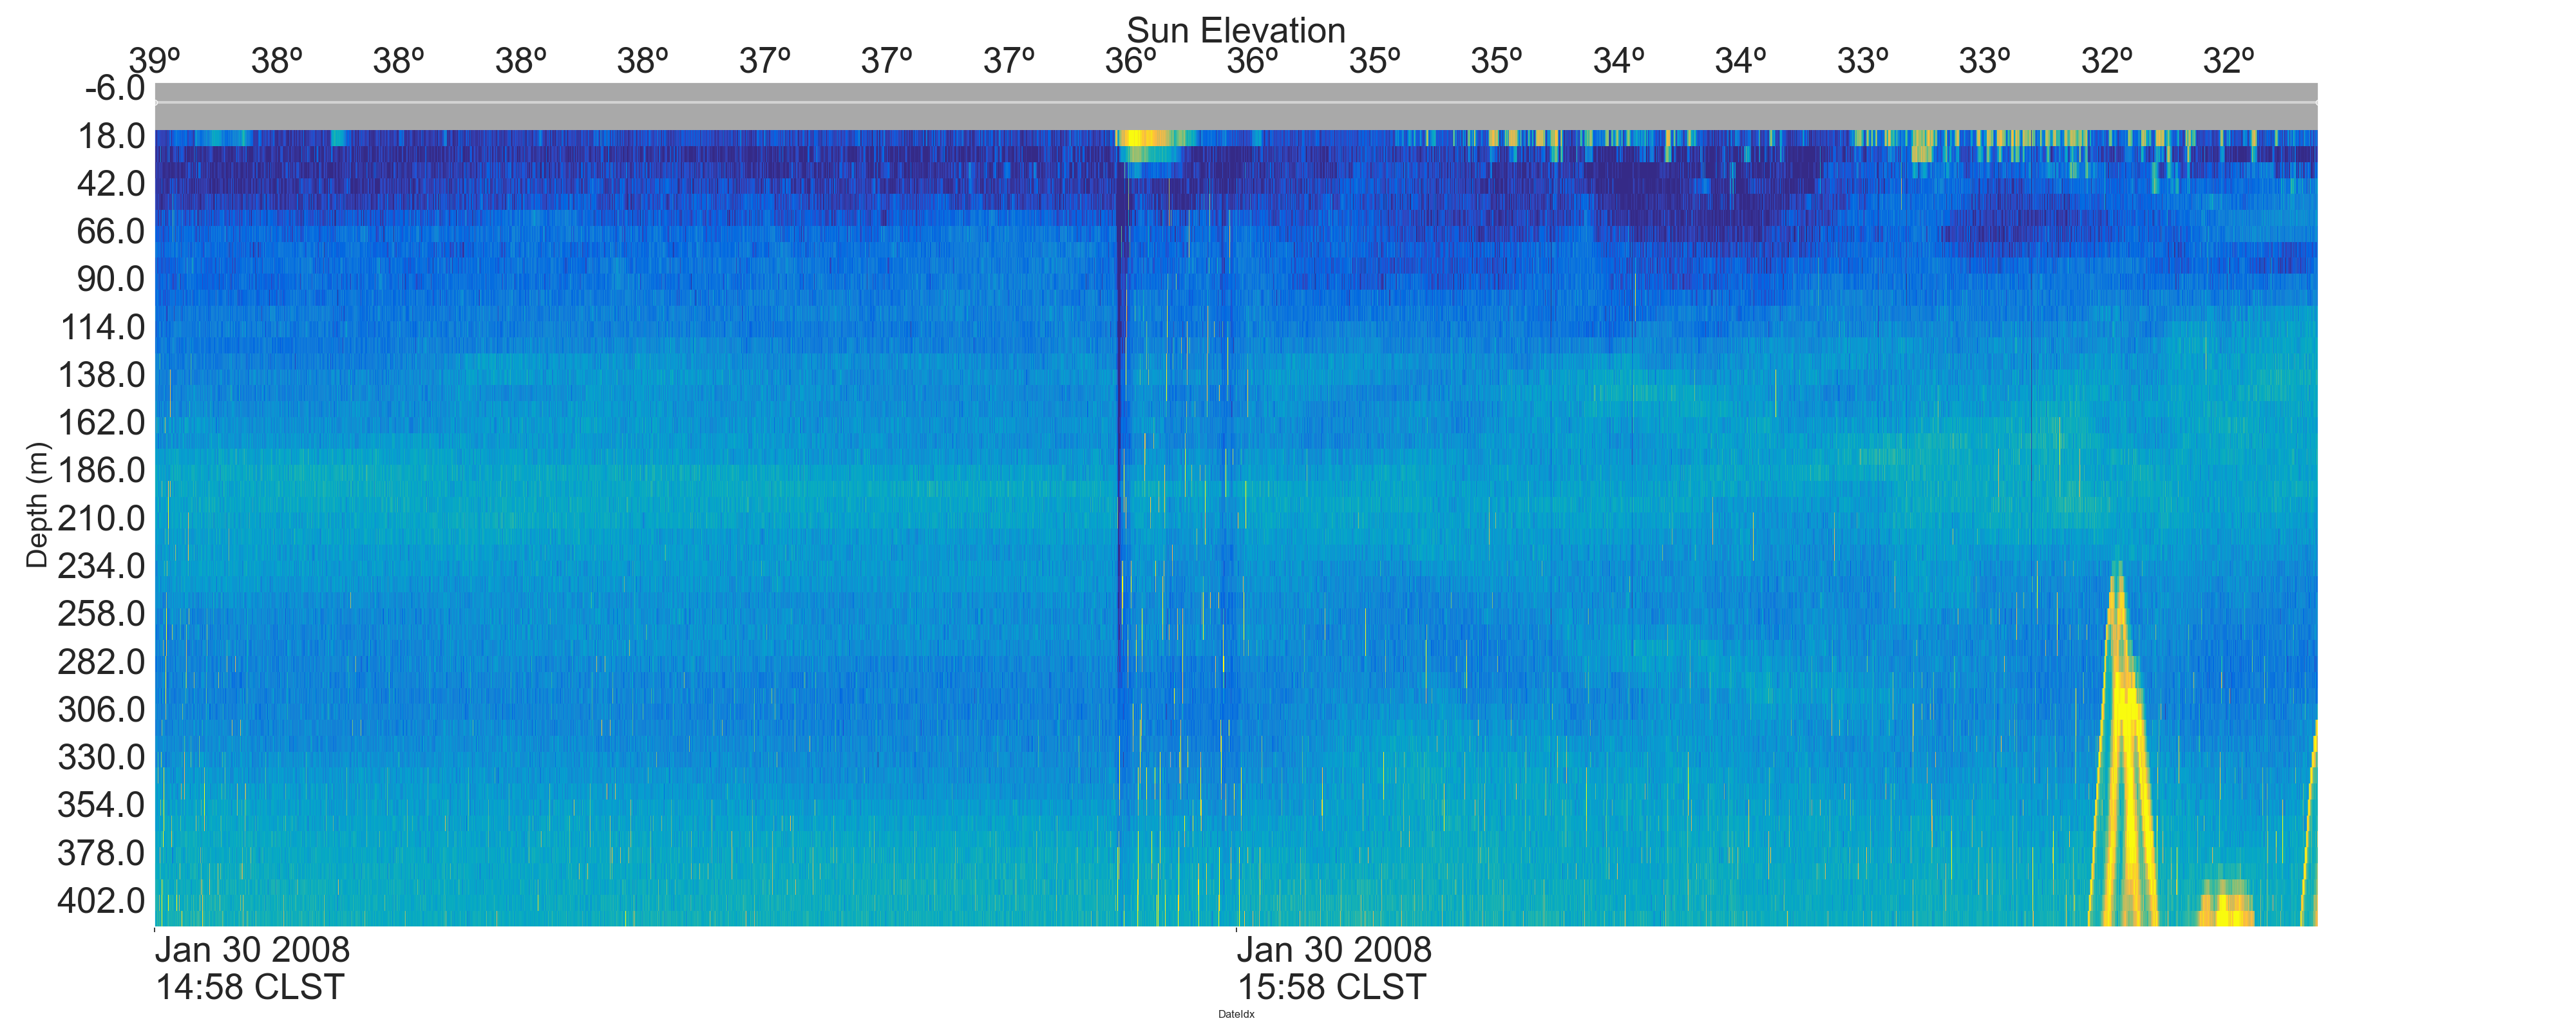 Sun Elevation
39º 38º 38º 38º 38º 37º 37º 37º 36º 36º 35º 35º 34º 34º 33º 33º 32º 32º
-6.0
18.0
42.0
66.0
90.0
114.0
138.0
162.0
186.0
210.0
234.0
258.0
282.0
306.0
330.0
354.0
378.0
402.0
Depth (m)
Jan 30 2008
14:58 CLST
Jan 30 2008
15:58 CLST
DateIdx